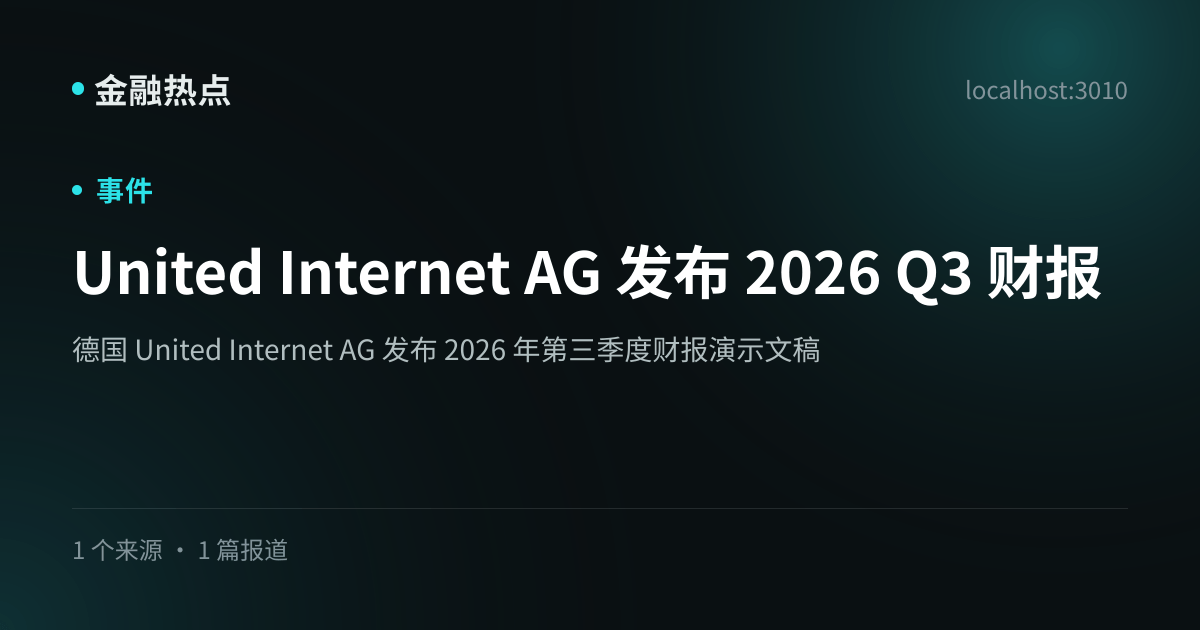 金融热点
localhost:3010
事件
United Internet AG 发布 2026 Q3 财报
德国 United Internet AG 发布 2026 年第三季度财报演示文稿
1 个来源 · 1 篇报道